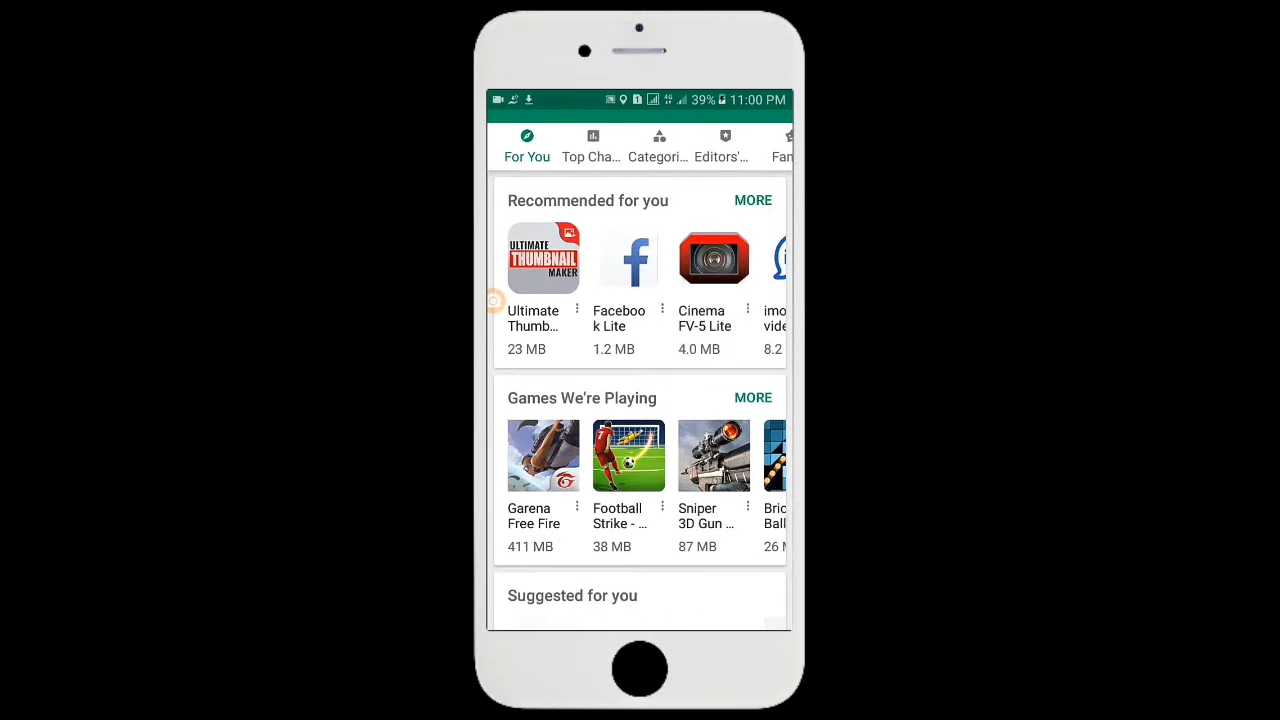 39% 11:00 PM
For You Top Cha... Categori... Editors'... Fan
Recommended for you MORE
ULTIMATE
THUMBNAIL
MAKER
Ultimate Thumb...
23 MB
Facebook Lite
1.2 MB
Cinema FV-5 Lite
4.0 MB
imo vide
8.2
Games We're Playing MORE
Garena Free Fire
411 MB
Football Strike - ...
38 MB
Sniper 3D Gun ...
87 MB
Bric Ball
26 M
Suggested for you